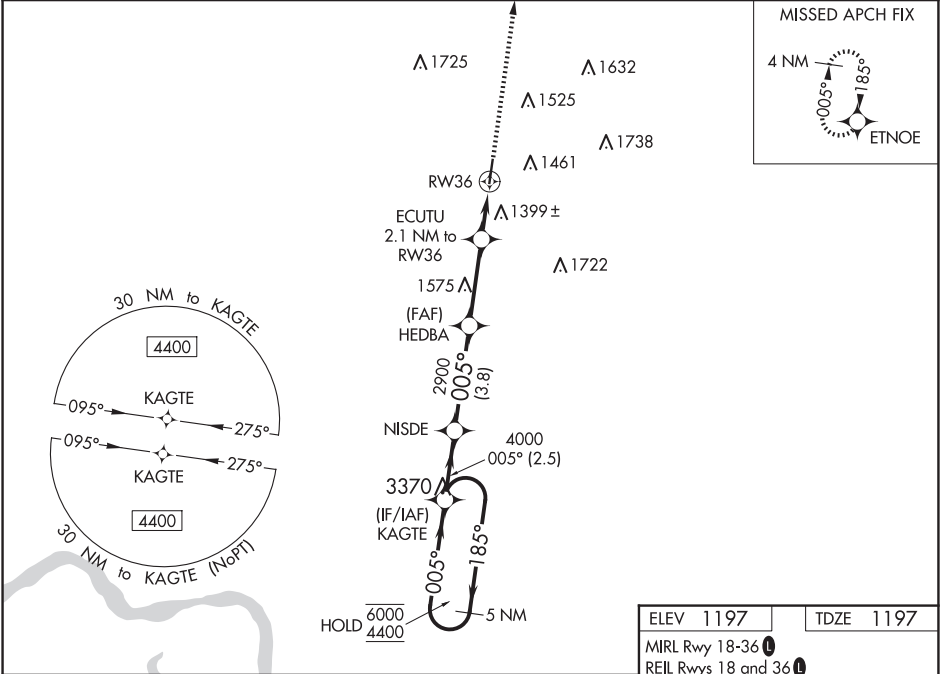 MISSED APCH FIX
4 NM
005°
185°
ETNOE
1725
1632
1525
1738
1461
RW36
1399 ±
ECUTU
2.1 NM to
RW36
1722
1575
(FAF)
HEDBA
2900
005°
(3.8)
NISDE
4000
005° (2.5)
3370
(IF/IAF)
KAGTE
005°
185°
HOLD
6000
4400
5 NM
30 NM to KAGTE
4400
KAGTE
095°
275°
095°
275°
KAGTE
4400
30 NM to KAGTE (NoPT)
ELEV 1197
TDZE 1197
MIRL Rwy 18-36 L
REIL Rwys 18 and 36 L